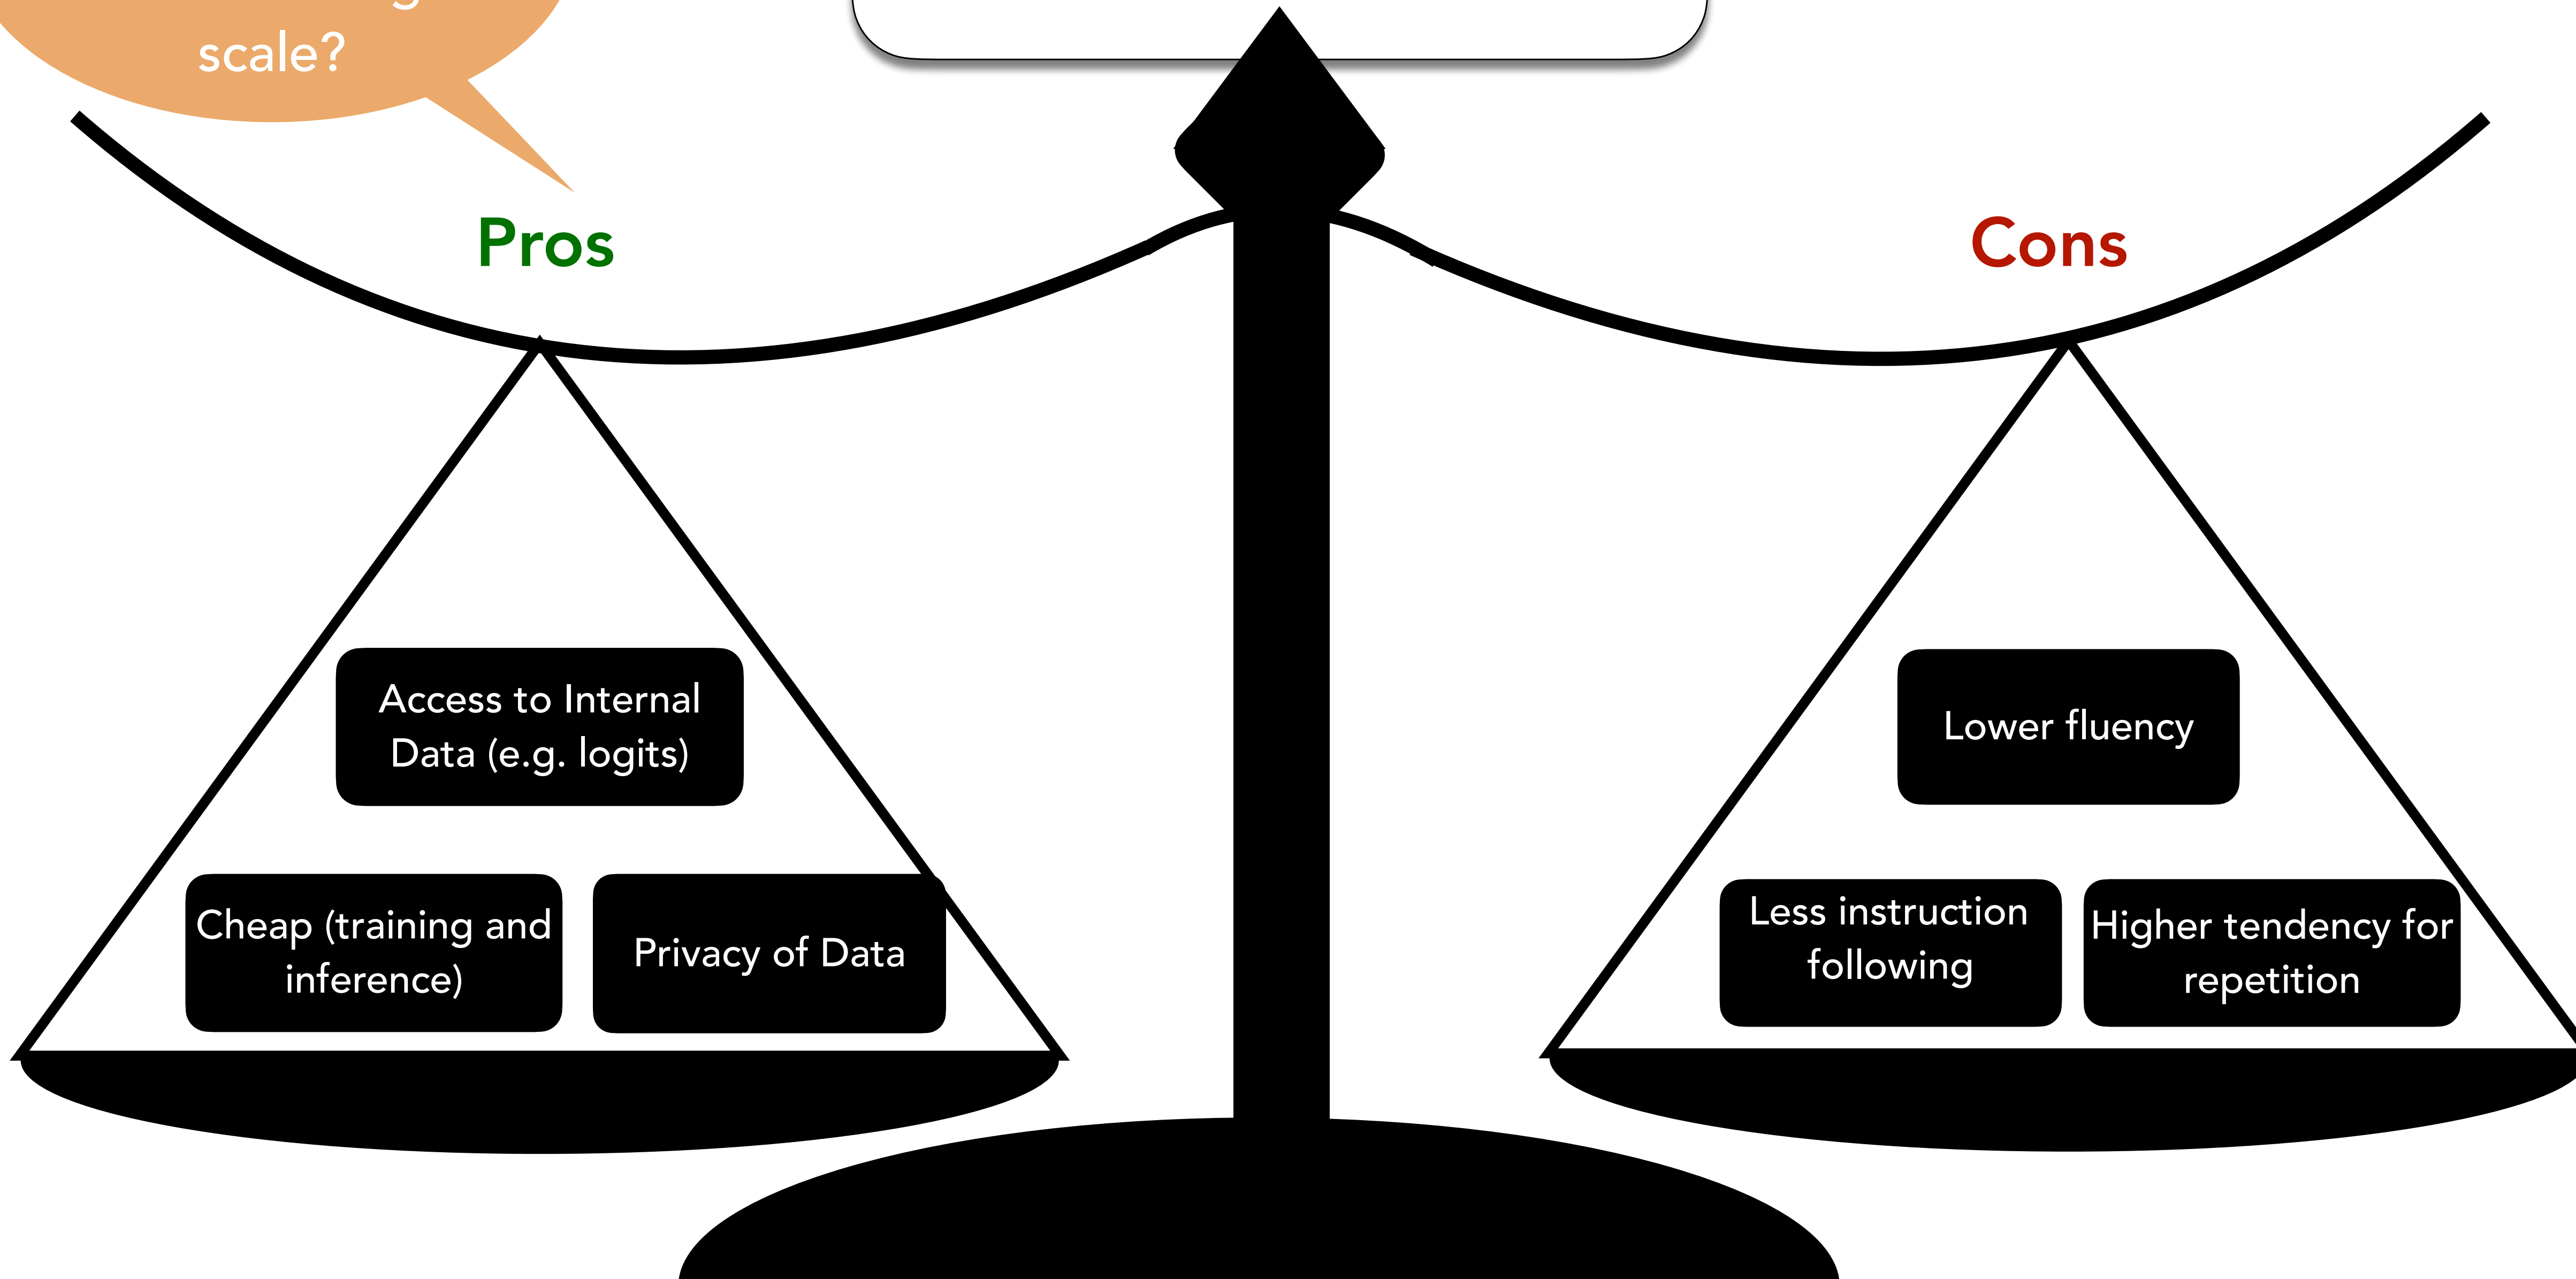 scale?
Pros
Cons
Access to Internal
Data (e.g. logits)
Cheap (training and
inference)
Privacy of Data
Lower fluency
Less instruction
following
Higher tendency for
repetition